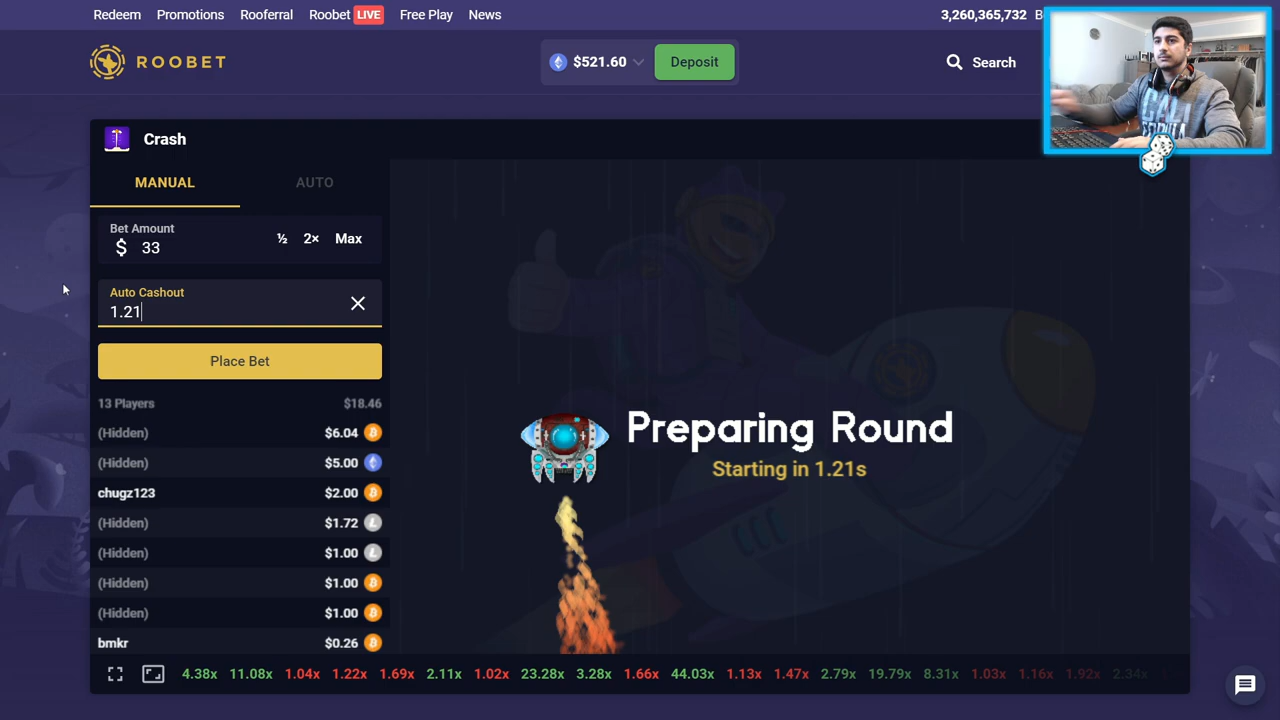 Redeem Promotions Rooferral Roobet LIVE Free Play News 3,260,365,732
ROOBET $521.60 Deposit Search
Crash
MANUAL AUTO
Bet Amount
$ 33 ½ 2× Max
Auto Cashout
1.21
Place Bet
13 Players $18.46
(Hidden) $6.04
(Hidden) $5.00
chugz123 $2.00
(Hidden) $1.72
(Hidden) $1.00
(Hidden) $1.00
(Hidden) $1.00
bmkr $0.26
Preparing Round
Starting in 1.21s
4.38x 11.08x 1.04x 1.22x 1.69x 2.11x 1.02x 23.28x 3.28x 1.66x 44.03x 1.13x 1.47x 2.79x 19.79x 8.31x 1.03x 1.16x 1.92x 2.34x
CALI